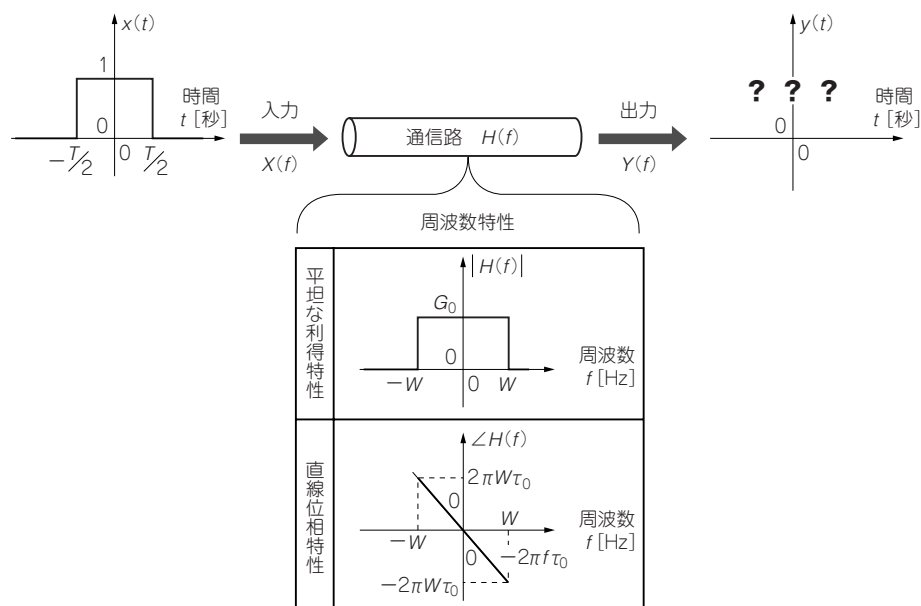 x(t)
1
0
−T/2
0
T/2
時間
t [秒]
入力
X(f)
通信路 H(f)
出力
Y(f)
y(t)
? ? ?
0
0
時間
t [秒]
周波数特性
平坦な利得特性
|H(f)|
G₀
0
−W
0
W
周波数
f [Hz]
直線位相特性
∠H(f)
2πWτ₀
0
W
−W
0
−2πfτ₀
−2πWτ₀
周波数
f [Hz]